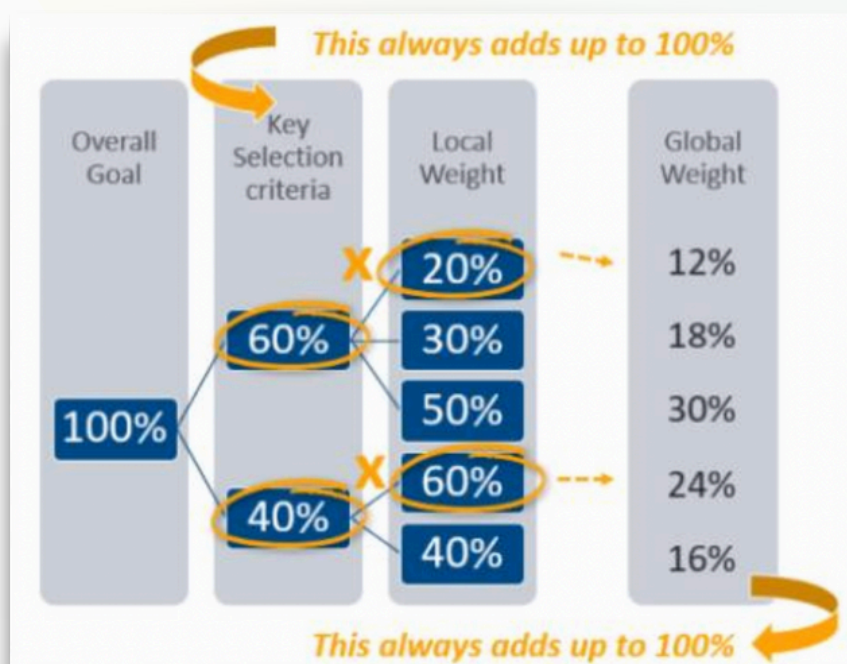 This always adds up to 100%
Overall
Goal
Key
Selection
criteria
Local
Weight
Global
Weight
100%
60%
40%
X
20%
30%
50%
X
60%
40%
12%
18%
30%
24%
16%
This always adds up to 100%